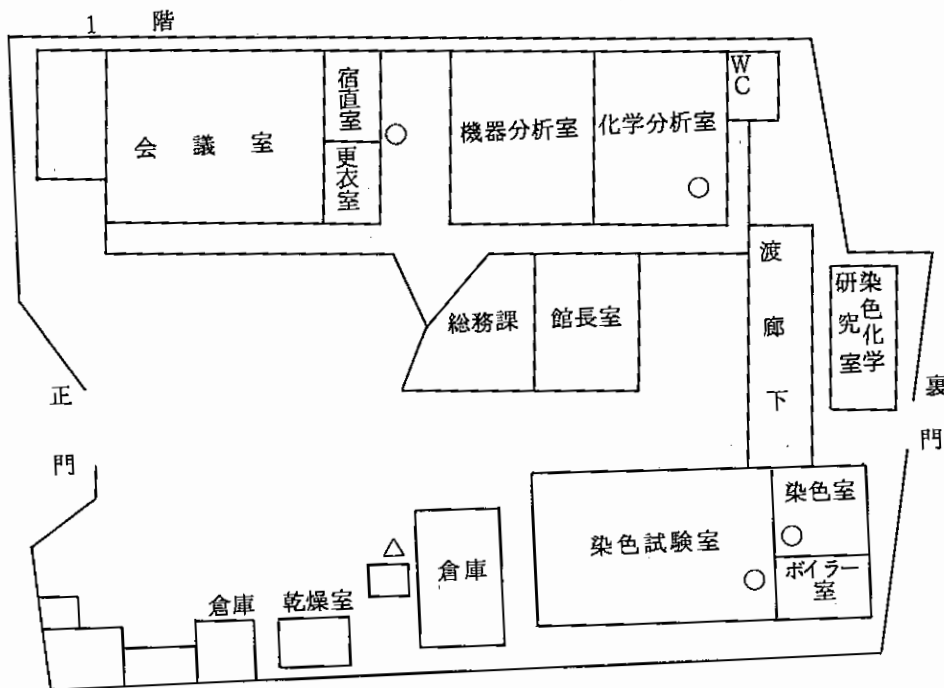 1階
会議室
宿直室
更衣室
機器分析室
化学分析室
WC
総務課
館長室
渡廊下
染色化学
研究室
正門
裏門
染色試験室
染色室
ボイラー
室
倉庫
倉庫
乾燥室